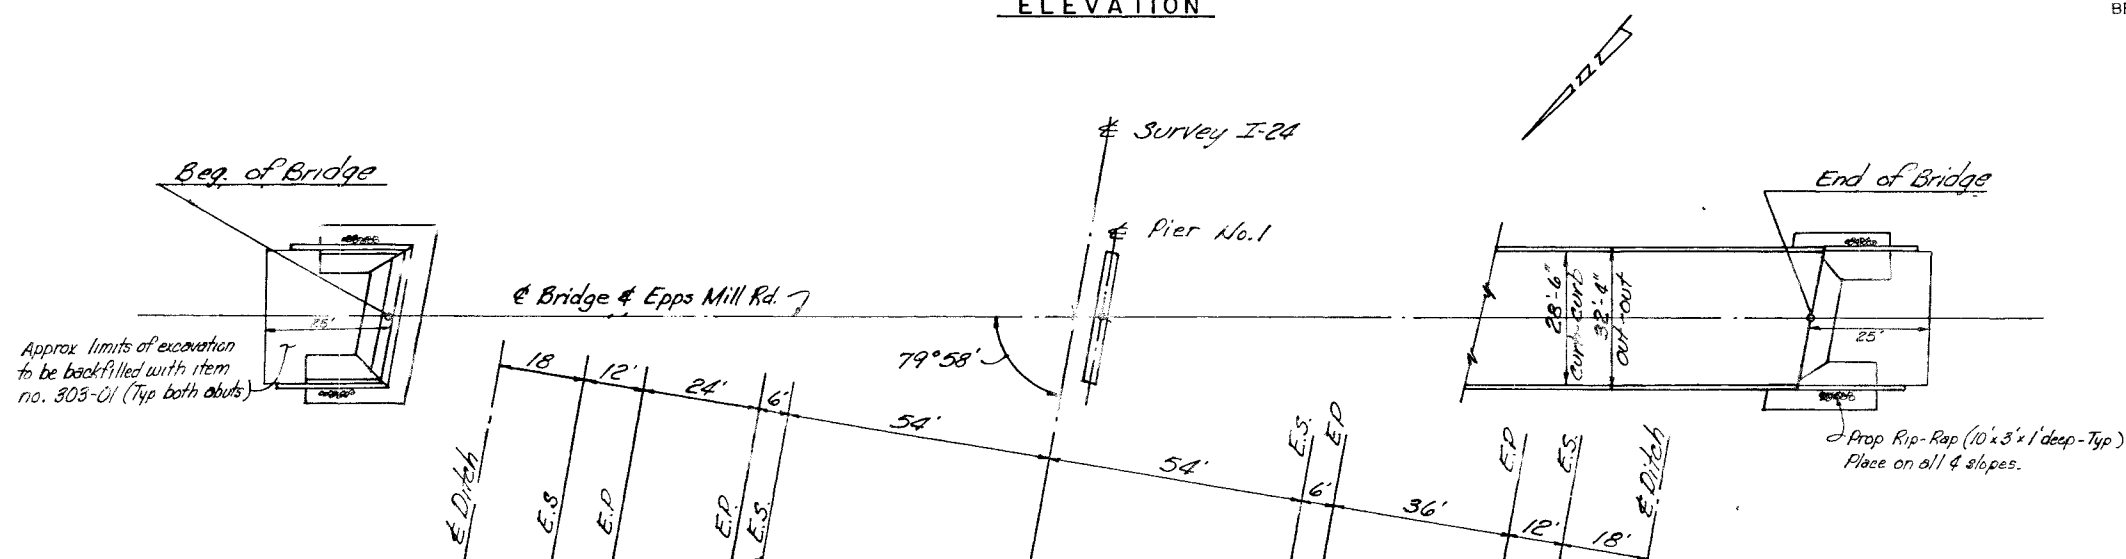 ELEVATION
℄ Survey I-24
Beg. of Bridge
End of Bridge
℄ Pier No.1
℄ Bridge & Epps Mill Rd.
28'-6"
curb-curb
32'-4"
out-out
25'
25'
Approx limits of excavation
to be backfilled with item
no. 303-01 (Typ both abuts)
79°58'
18
12'
24'
6'
54'
54'
6'
36'
12'
18'
℄ Ditch
E.S
E.P.
E.P.
E.S.
E.S.
E.P
E.P
E.S.
℄ Ditch
Prop Rip-Rap (10'x3'x1' deep-Typ)
Place on all 4 slopes.